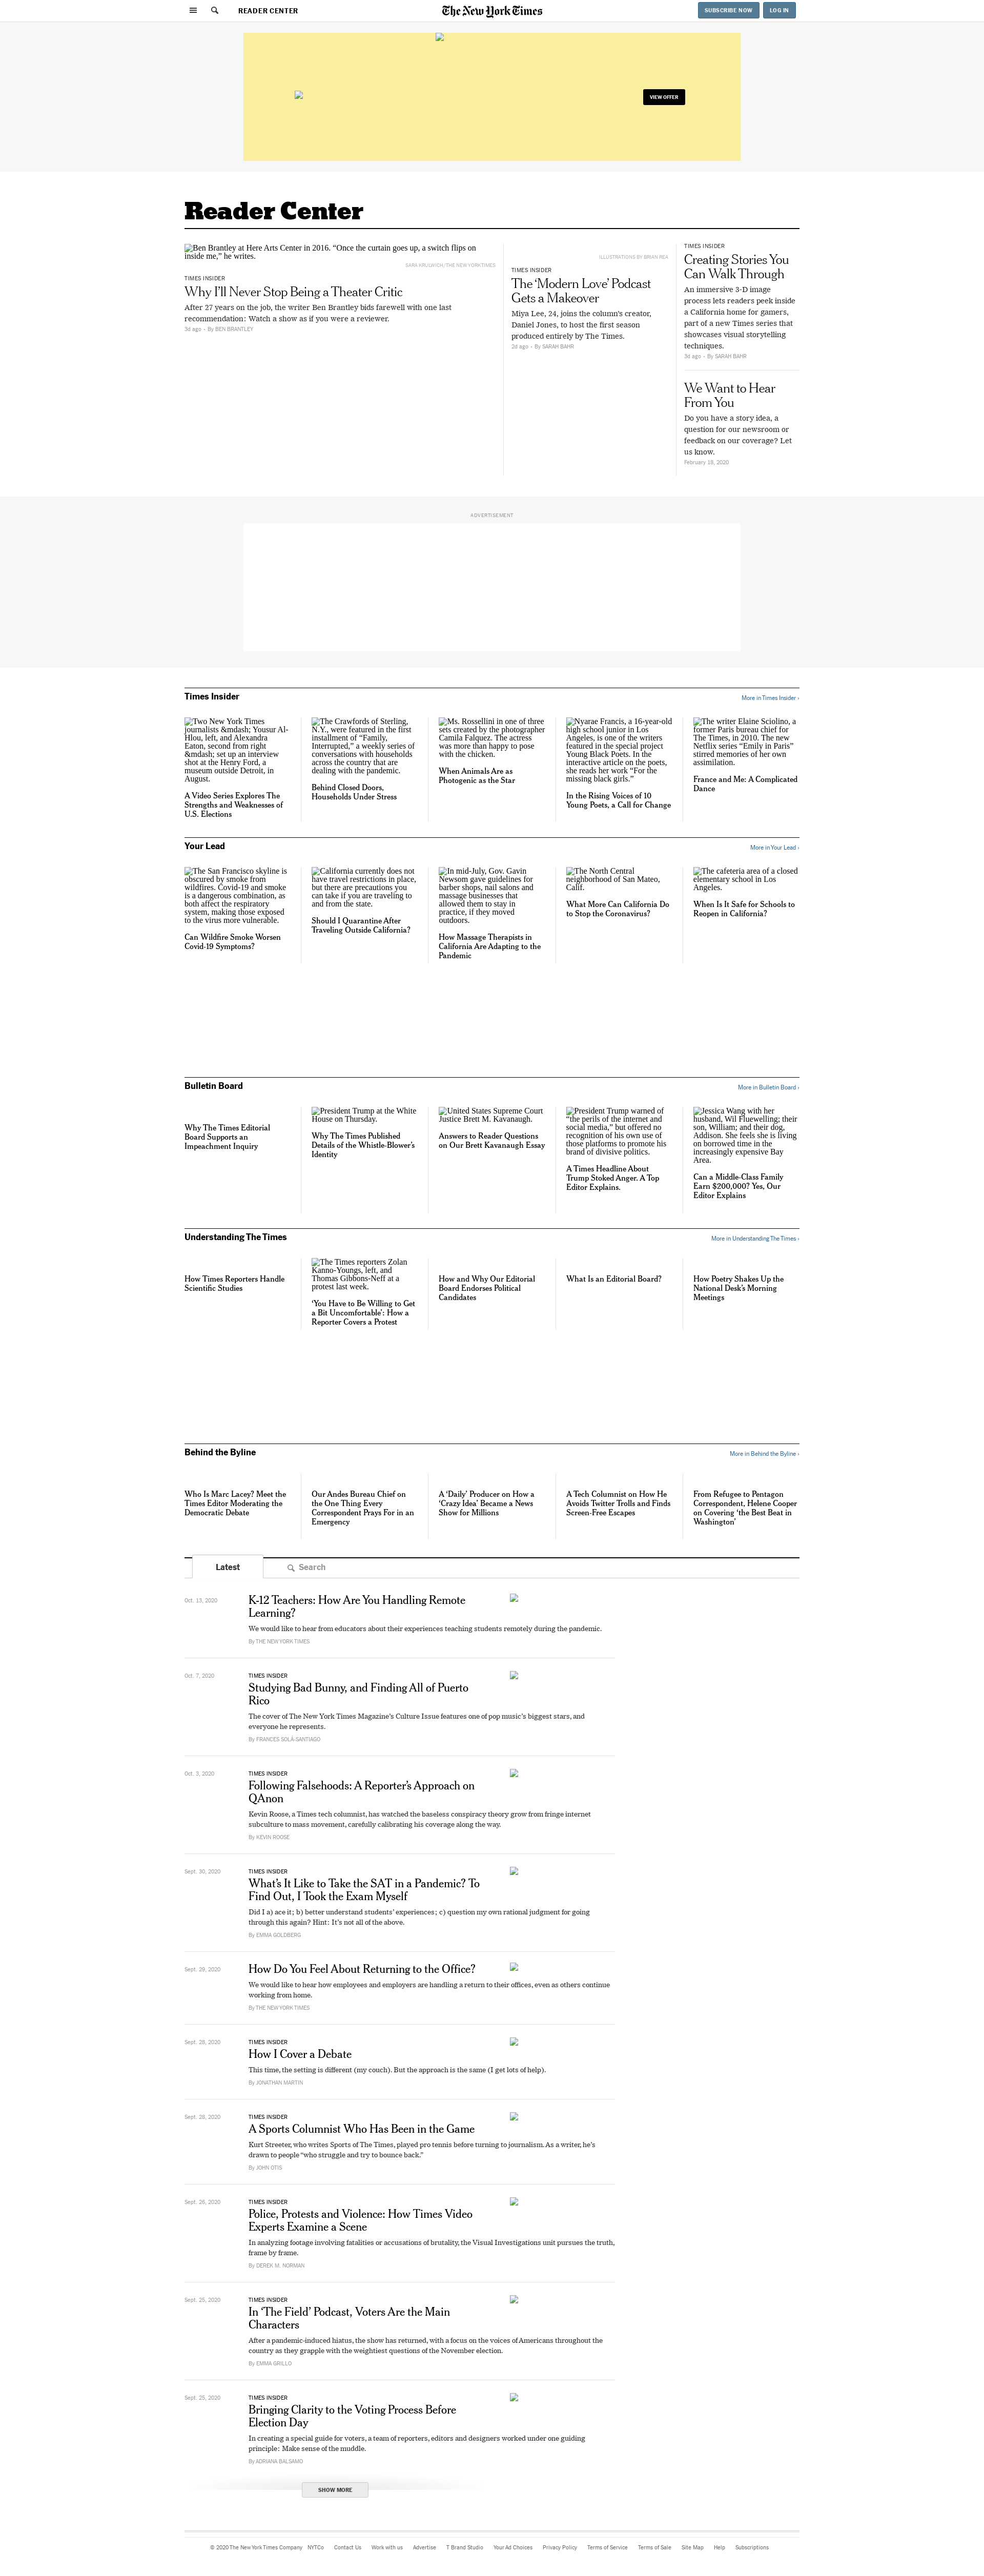 READER CENTER
The New York Times
SUBSCRIBE NOW
LOG IN
VIEW OFFER
Reader Center
Ben Brantley at Here Arts Center in 2016. “Once the curtain goes up, a switch flips on
inside me,” he writes.
SARA KRULWICH/THE NEW YORK TIMES
TIMES INSIDER
Why I’ll Never Stop Being a Theater Critic
After 27 years on the job, the writer Ben Brantley bids farewell with one last
recommendation: Watch a show as if you were a reviewer.
3d ago · By BEN BRANTLEY
ILLUSTRATIONS BY BRIAN REA
TIMES INSIDER
The ‘Modern Love’ Podcast
Gets a Makeover
Miya Lee, 24, joins the column’s creator,
Daniel Jones, to host the first season
produced entirely by The Times.
2d ago · By SARAH BAHR
TIMES INSIDER
Creating Stories You
Can Walk Through
An immersive 3-D image
process lets readers peek inside
a California home for gamers,
part of a new Times series that
showcases visual storytelling
techniques.
3d ago · By SARAH BAHR
We Want to Hear
From You
Do you have a story idea, a
question for our newsroom or
feedback on our coverage? Let
us know.
February 18, 2020
ADVERTISEMENT
Times Insider
More in Times Insider ›
Two New York Times
journalists &mdash; Yousur Al-
Hlou, left, and Alexandra
Eaton, second from right
&mdash; set up an interview
shot at the Henry Ford, a
museum outside Detroit, in
August.
A Video Series Explores The
Strengths and Weaknesses of
U.S. Elections
The Crawfords of Sterling,
N.Y., were featured in the first
installment of “Family,
Interrupted,” a weekly series of
conversations with households
across the country that are
dealing with the pandemic.
Behind Closed Doors,
Households Under Stress
Ms. Rossellini in one of three
sets created by the photographer
Camila Falquez. The actress
was more than happy to pose
with the chicken.
When Animals Are as
Photogenic as the Star
Nyarae Francis, a 16-year-old
high school junior in Los
Angeles, is one of the writers
featured in the special project
Young Black Poets. In the
interactive article on the poets,
she reads her work “For the
missing black girls.”
In the Rising Voices of 10
Young Poets, a Call for Change
The writer Elaine Sciolino, a
former Paris bureau chief for
The Times, in 2010. The new
Netflix series “Emily in Paris”
stirred memories of her own
assimilation.
France and Me: A Complicated
Dance
Your Lead
More in Your Lead ›
The San Francisco skyline is
obscured by smoke from
wildfires. Covid-19 and smoke
is a dangerous combination, as
both affect the respiratory
system, making those exposed
to the virus more vulnerable.
Can Wildfire Smoke Worsen
Covid-19 Symptoms?
California currently does not
have travel restrictions in place,
but there are precautions you
can take if you are traveling to
and from the state.
Should I Quarantine After
Traveling Outside California?
In mid-July, Gov. Gavin
Newsom gave guidelines for
barber shops, nail salons and
massage businesses that
allowed them to stay in
practice, if they moved
outdoors.
How Massage Therapists in
California Are Adapting to the
Pandemic
The North Central
neighborhood of San Mateo,
Calif.
What More Can California Do
to Stop the Coronavirus?
The cafeteria area of a closed
elementary school in Los
Angeles.
When Is It Safe for Schools to
Reopen in California?
Bulletin Board
More in Bulletin Board ›
Why The Times Editorial
Board Supports an
Impeachment Inquiry
President Trump at the White
House on Thursday.
Why The Times Published
Details of the Whistle-Blower’s
Identity
United States Supreme Court
Justice Brett M. Kavanaugh.
Answers to Reader Questions
on Our Brett Kavanaugh Essay
President Trump warned of
“the perils of the internet and
social media,” but offered no
recognition of his own use of
those platforms to promote his
brand of divisive politics.
A Times Headline About
Trump Stoked Anger. A Top
Editor Explains.
Jessica Wang with her
husband, Wil Fluewelling; their
son, William; and their dog,
Addison. She feels she is living
on borrowed time in the
increasingly expensive Bay
Area.
Can a Middle-Class Family
Earn $200,000? Yes, Our
Editor Explains
Understanding The Times
More in Understanding The Times ›
How Times Reporters Handle
Scientific Studies
The Times reporters Zolan
Kanno-Youngs, left, and
Thomas Gibbons-Neff at a
protest last week.
‘You Have to Be Willing to Get
a Bit Uncomfortable’: How a
Reporter Covers a Protest
How and Why Our Editorial
Board Endorses Political
Candidates
What Is an Editorial Board?
How Poetry Shakes Up the
National Desk’s Morning
Meetings
Behind the Byline
More in Behind the Byline ›
Who Is Marc Lacey? Meet the
Times Editor Moderating the
Democratic Debate
Our Andes Bureau Chief on
the One Thing Every
Correspondent Prays For in an
Emergency
A ‘Daily’ Producer on How a
‘Crazy Idea’ Became a News
Show for Millions
A Tech Columnist on How He
Avoids Twitter Trolls and Finds
Screen-Free Escapes
From Refugee to Pentagon
Correspondent, Helene Cooper
on Covering ‘the Best Beat in
Washington’
Latest
Search
Oct. 13, 2020
K-12 Teachers: How Are You Handling Remote
Learning?
We would like to hear from educators about their experiences teaching students remotely during the pandemic.
By THE NEW YORK TIMES
Oct. 7, 2020
TIMES INSIDER
Studying Bad Bunny, and Finding All of Puerto
Rico
The cover of The New York Times Magazine’s Culture Issue features one of pop music’s biggest stars, and
everyone he represents.
By FRANCES SOLÁ-SANTIAGO
Oct. 3, 2020
TIMES INSIDER
Following Falsehoods: A Reporter’s Approach on
QAnon
Kevin Roose, a Times tech columnist, has watched the baseless conspiracy theory grow from fringe internet
subculture to mass movement, carefully calibrating his coverage along the way.
By KEVIN ROOSE
Sept. 30, 2020
TIMES INSIDER
What’s It Like to Take the SAT in a Pandemic? To
Find Out, I Took the Exam Myself
Did I a) ace it; b) better understand students’ experiences; c) question my own rational judgment for going
through this again? Hint: It’s not all of the above.
By EMMA GOLDBERG
Sept. 29, 2020
How Do You Feel About Returning to the Office?
We would like to hear how employees and employers are handling a return to their offices, even as others continue
working from home.
By THE NEW YORK TIMES
Sept. 28, 2020
TIMES INSIDER
How I Cover a Debate
This time, the setting is different (my couch). But the approach is the same (I get lots of help).
By JONATHAN MARTIN
Sept. 28, 2020
TIMES INSIDER
A Sports Columnist Who Has Been in the Game
Kurt Streeter, who writes Sports of The Times, played pro tennis before turning to journalism. As a writer, he’s
drawn to people “who struggle and try to bounce back.”
By JOHN OTIS
Sept. 26, 2020
TIMES INSIDER
Police, Protests and Violence: How Times Video
Experts Examine a Scene
In analyzing footage involving fatalities or accusations of brutality, the Visual Investigations unit pursues the truth,
frame by frame.
By DEREK M. NORMAN
Sept. 25, 2020
TIMES INSIDER
In ‘The Field’ Podcast, Voters Are the Main
Characters
After a pandemic-induced hiatus, the show has returned, with a focus on the voices of Americans throughout the
country as they grapple with the weightiest questions of the November election.
By EMMA GRILLO
Sept. 25, 2020
TIMES INSIDER
Bringing Clarity to the Voting Process Before
Election Day
In creating a special guide for voters, a team of reporters, editors and designers worked under one guiding
principle: Make sense of the muddle.
By ADRIANA BALSAMO
SHOW MORE
© 2020 The New York Times Company NYTCo Contact Us Work with us Advertise T Brand Studio Your Ad Choices Privacy Policy Terms of Service Terms of Sale Site Map Help Subscriptions